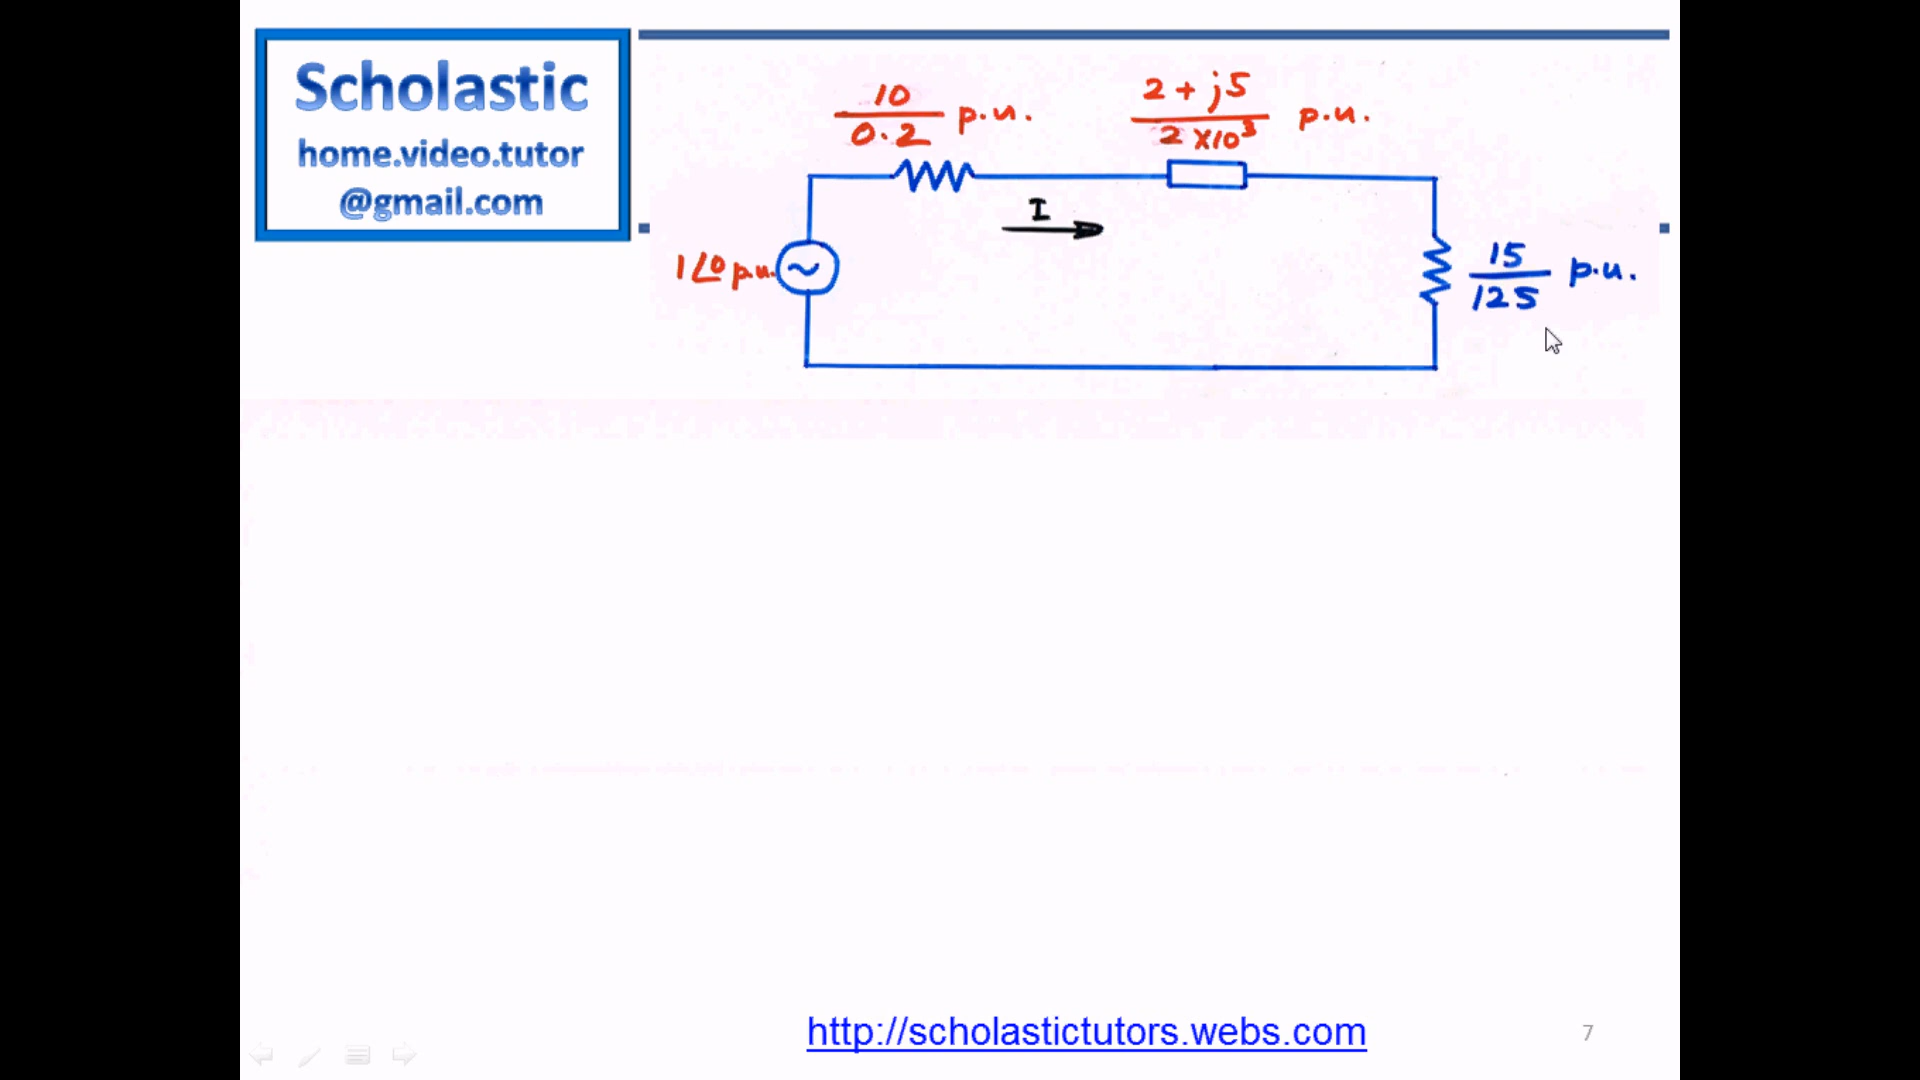 Scholastic
home.video.tutor
@gmail.com
10
0.2
p.u.
2 + j5
2 x10³
p.u.
I
1∠0 p.u.
15
125
p.u.
http://scholastictutors.webs.com
7